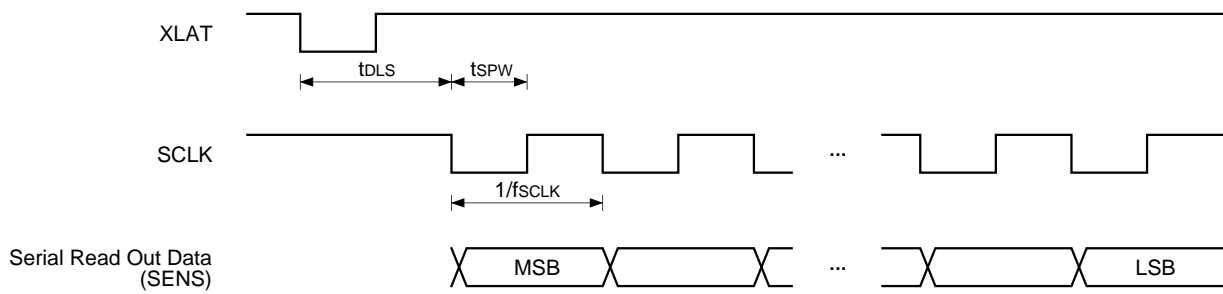 XLAT
tDLS
tSPW
SCLK
...
1/fSCLK
Serial Read Out Data
(SENS)
MSB
...
LSB